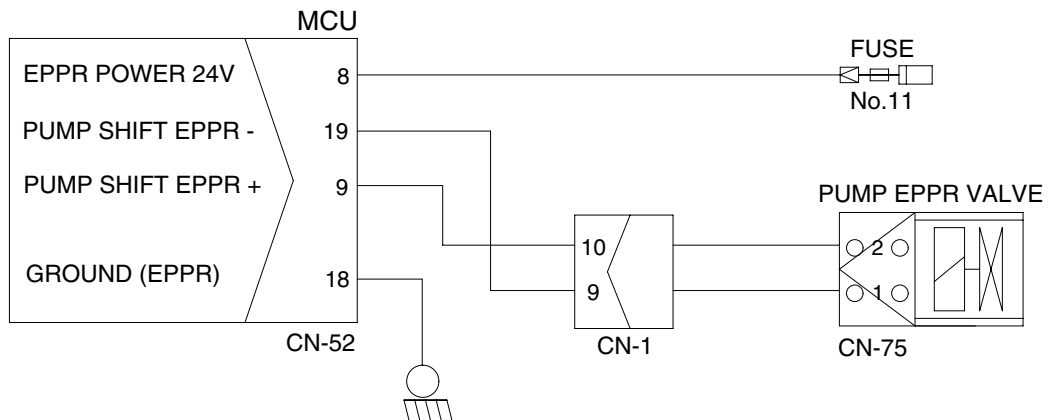 MCU
FUSE
EPPR POWER 24V 8
No.11
PUMP SHIFT EPPR - 19
PUMP SHIFT EPPR + 9
PUMP EPPR VALVE
10 2
GROUND (EPPR) 18
9 1
CN-52 CN-1 CN-75